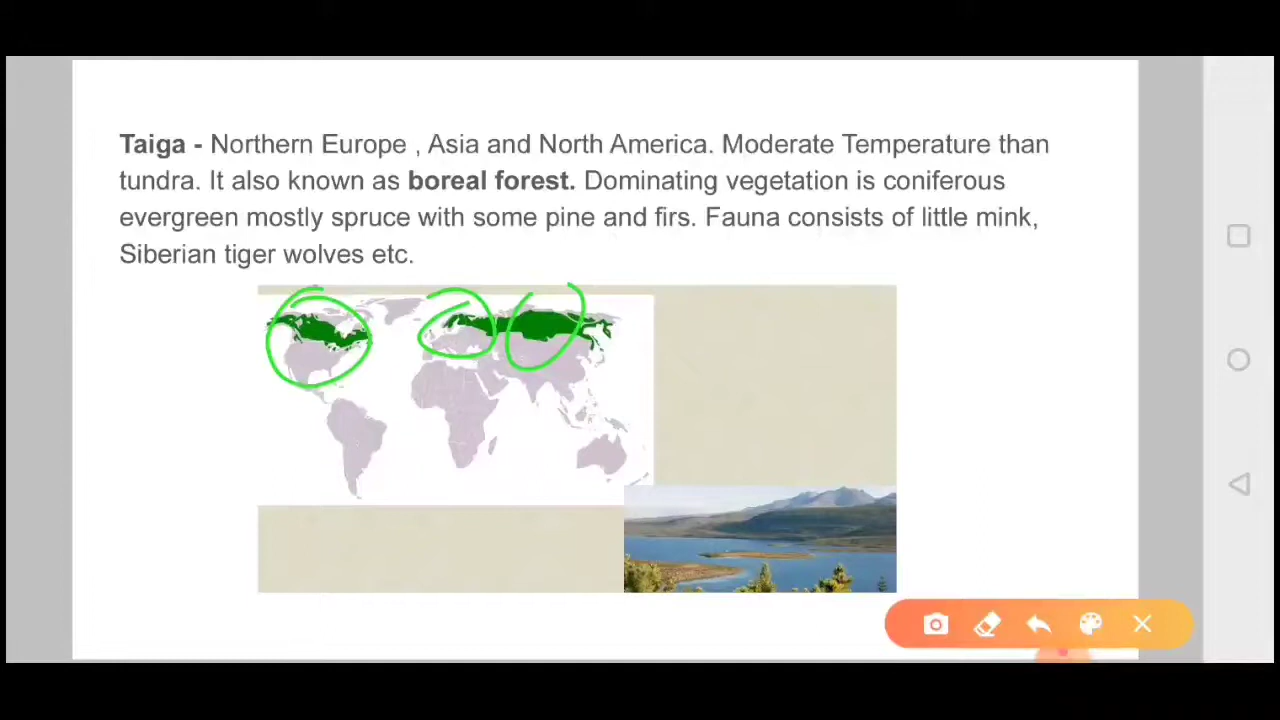 Taiga - Northern Europe , Asia and North America. Moderate Temperature than
tundra. It also known as boreal forest. Dominating vegetation is coniferous
evergreen mostly spruce with some pine and firs. Fauna consists of little mink,
Siberian tiger wolves etc.